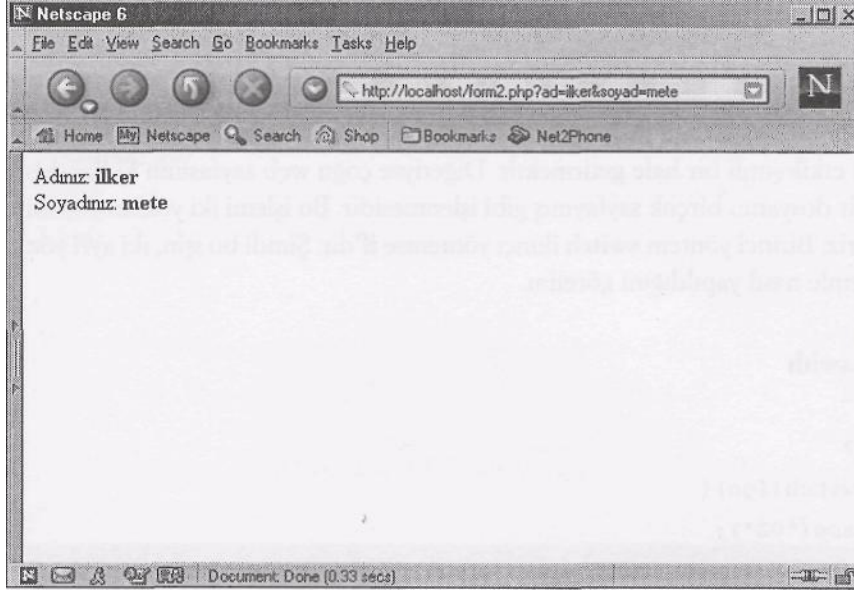 Netscape 6
File Edit View Search Go Bookmarks Tasks Help
http://localhost/form2.php?ad=ilker&soyad=mete
N
Home My Netscape Search Shop Bookmarks Net2Phone
Adınız: ilker
Soyadınız: mete
Document: Done (0.33 secs)